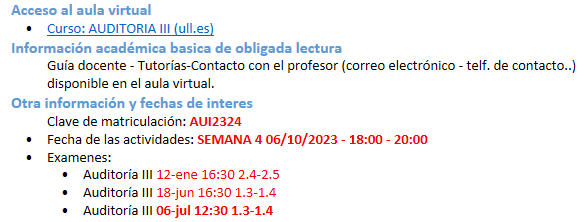 Acceso al aula virtual
• Curso: AUDITORIA III (ull.es)
Información académica basica de obligada lectura
Guía docente - Tutorías-Contacto con el profesor (correo electrónico - telf. de contacto..)
disponible en el aula virtual.
Otra información y fechas de interes
Clave de matriculación: AUI2324
• Fecha de las actividades: SEMANA 4 06/10/2023 - 18:00 - 20:00
• Examenes:
• Auditoría III 12-ene 16:30 2.4-2.5
• Auditoría III 18-jun 16:30 1.3-1.4
• Auditoría III 06-jul 12:30 1.3-1.4